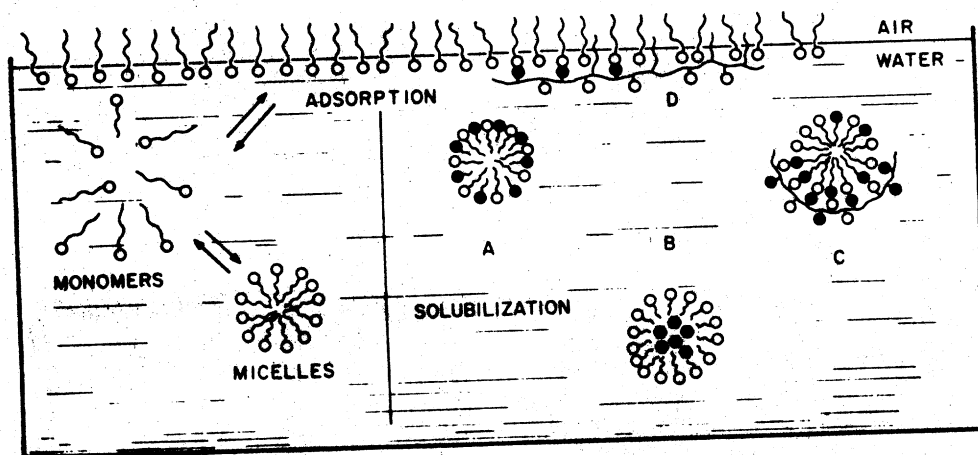 AIR
WATER
ADSORPTION
D
A
B
C
MONOMERS
SOLUBILIZATION
MICELLES